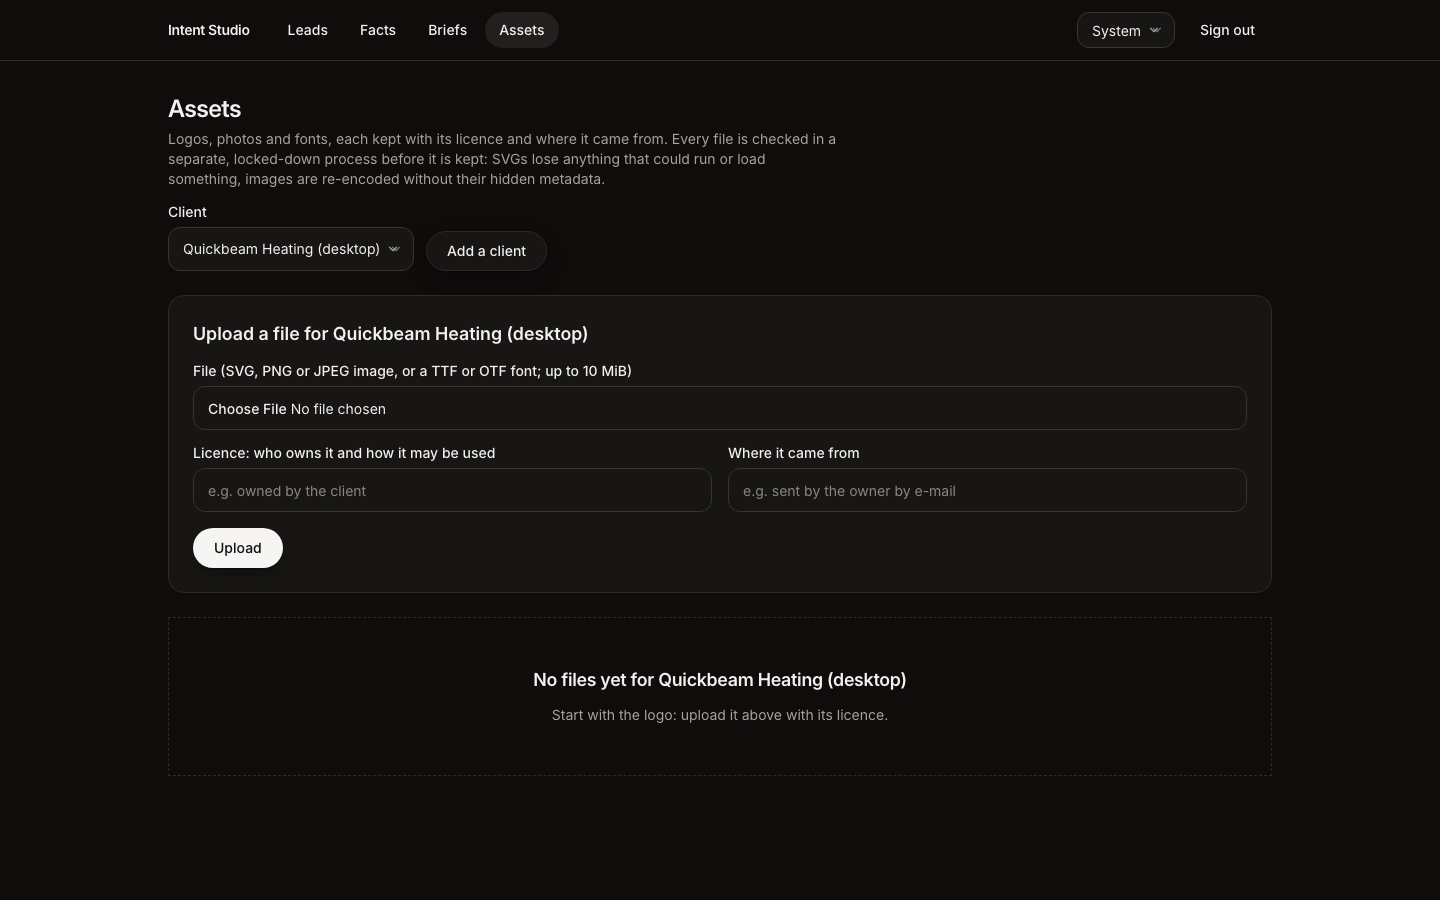 Intent Studio
Leads
Facts
Briefs
Assets
System
Sign out
Assets
Logos, photos and fonts, each kept with its licence and where it came from. Every file is checked in a
separate, locked-down process before it is kept: SVGs lose anything that could run or load
something, images are re-encoded without their hidden metadata.
Client
Quickbeam Heating (desktop)
Add a client
Upload a file for Quickbeam Heating (desktop)
File (SVG, PNG or JPEG image, or a TTF or OTF font; up to 10 MiB)
Choose File No file chosen
Licence: who owns it and how it may be used
Where it came from
e.g. owned by the client
e.g. sent by the owner by e-mail
Upload
No files yet for Quickbeam Heating (desktop)
Start with the logo: upload it above with its licence.